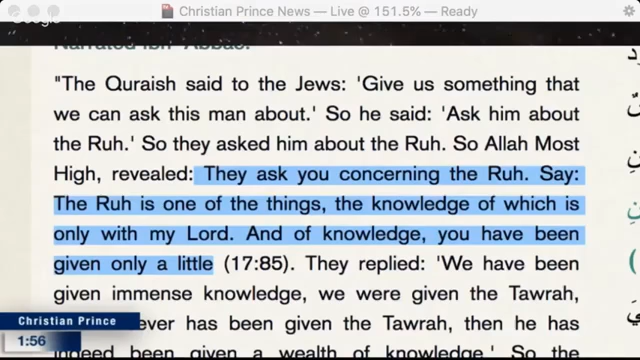 Christian Prince News — Live @ 151.5% — Ready
Narrated Ibn 'Abbas:
"The Quraish said to the Jews: 'Give us something that
we can ask this man about.' So he said: 'Ask him about
the Ruh.' So they asked him about the Ruh. So Allah Most
High, revealed: They ask you concerning the Ruh. Say:
The Ruh is one of the things, the knowledge of which is
only with my Lord. And of knowledge, you have been
given only a little (17:85). They replied: 'We have been
given immense knowledge, we were given the Tawrah,
ever has been given the Tawrah, then he has
indeed been given a wealth of knowledge.' So the
Christian Prince
1:56